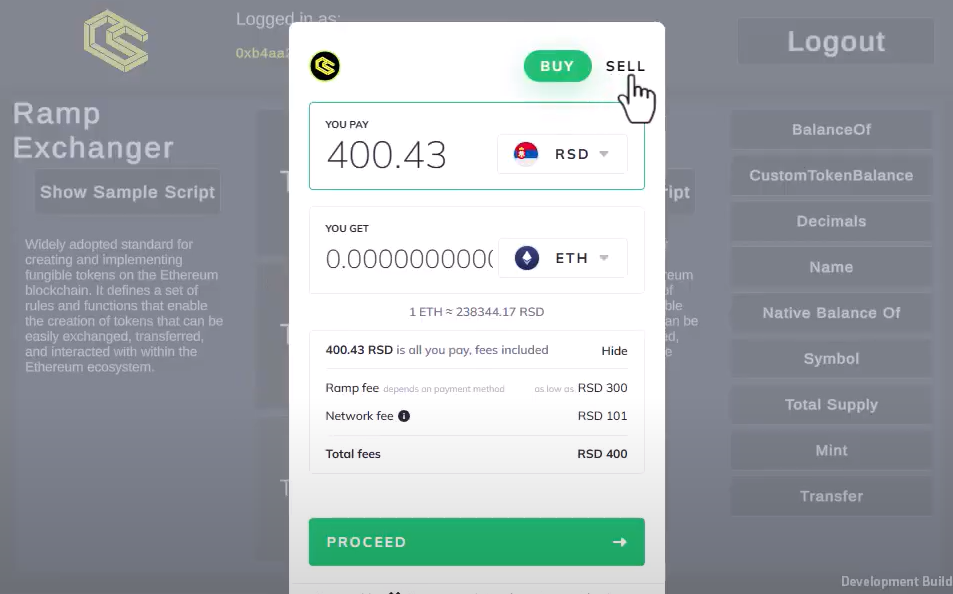 Logged in as:
0xb4aa
Logout
BUY
SELL
Ramp
Exchanger
YOU PAY
400.43
RSD
BalanceOf
CustomTokenBalance
Show Sample Script
ipt
Decimals
YOU GET
0.0000000000
ETH
Widely adopted standard for
creating and implementing
fungible tokens on the Ethereum
blockchain. It defines a set of
rules and functions that enable
the creation of tokens that can be
easily exchanged, transferred,
and interacted with within the
Ethereum ecosystem.
Name
Native Balance Of
1 ETH ≈ 238344.17 RSD
400.43 RSD is all you pay, fees included
Hide
Symbol
Ramp fee depends on payment method
as low as RSD 300
Total Supply
Network fee
RSD 101
Total fees
RSD 400
Mint
Transfer
PROCEED
Development Build